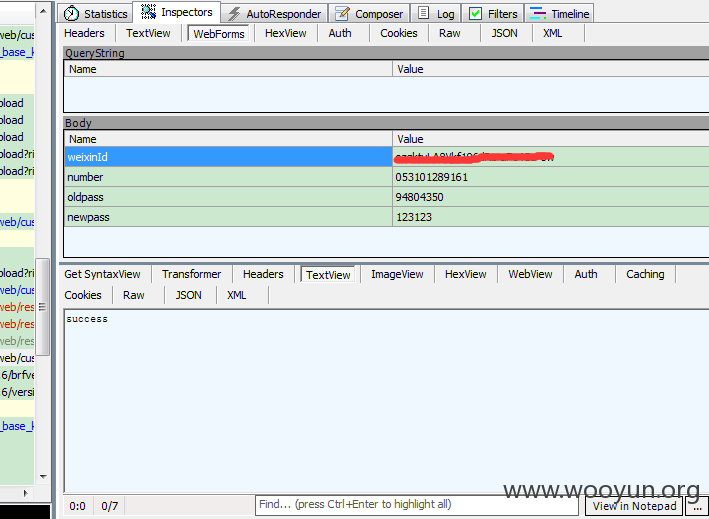 Statistics Inspectors AutoResponder Composer Log Filters Timeline
Headers TextView WebForms HexView Auth Cookies Raw JSON XML
QueryString
Name Value
Body
Name Value
weixinId
number 053101289161
oldpass 94804350
newpass 123123
Get SyntaxView Transformer Headers TextView ImageView HexView WebView Auth Caching
Cookies Raw JSON XML
success
web/cus
_base_k
pload
pload
pload
pload?ri
pload?ri
web/cus
pload?ri
web/cus
web/res
web/res
web/res
web/cus
.6/brfve
.6/versi
_base_k
www.wooyun.org
0:0 0/7 Find... (press Ctrl+Enter to highlight all) View in Notepad ...